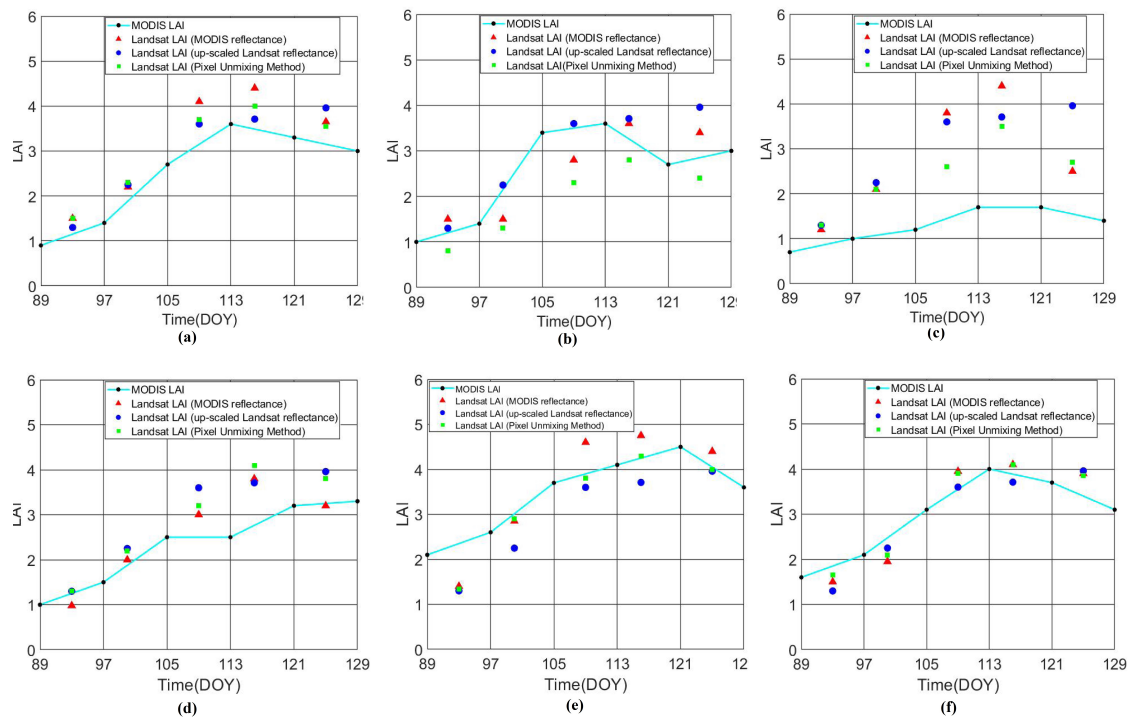 6
5
4
3
2
1
0
LAI
MODIS LAI
Landsat LAI (MODIS reflectance)
Landsat LAI (up-scaled Landsat reflectance)
Landsat LAI (Pixel Unmixing Method)
89 97 105 113 121 129
Time(DOY)
(a)
6
5
4
3
2
1
0
LAI
MODIS LAI
Landsat LAI (MODIS reflectance)
Landsat LAI (up-scaled Landsat reflectance)
Landsat LAI(Pixel Unmixing Method)
89 97 105 113 121 129
Time(DOY)
(b)
6
5
4
3
2
1
0
LAI
MODIS LAI
Landsat LAI (MODIS reflectance)
Landsat LAI (up-scaled Landsat reflectance)
Landsat LAI (Pixel Unmixing Method)
89 97 105 113 121 129
Time(DOY)
(c)
6
5
4
3
2
1
0
LAI
MODIS LAI
Landsat LAI (MODIS reflectance)
Landsat LAI (up-scaled Landsat reflectance)
Landsat LAI (Pixel Unmixing Method)
89 97 105 113 121 129
Time(DOY)
(d)
6
5
4
3
2
1
0
LAI
MODIS LAI
Landsat LAI (MODIS reflectance)
Landsat LAI (up-scaled Landsat reflectance)
Landsat LAI (Pixel Unmixing Method)
89 97 105 113 121 12
Time(DOY)
(e)
6
5
4
3
2
1
0
LAI
MODIS LAI
Landsat LAI (MODIS reflectance)
Landsat LAI (up-scaled Landsat reflectance)
Landsat LAI (Pixel Unmixing Method)
89 97 105 113 121 129
Time(DOY)
(f)